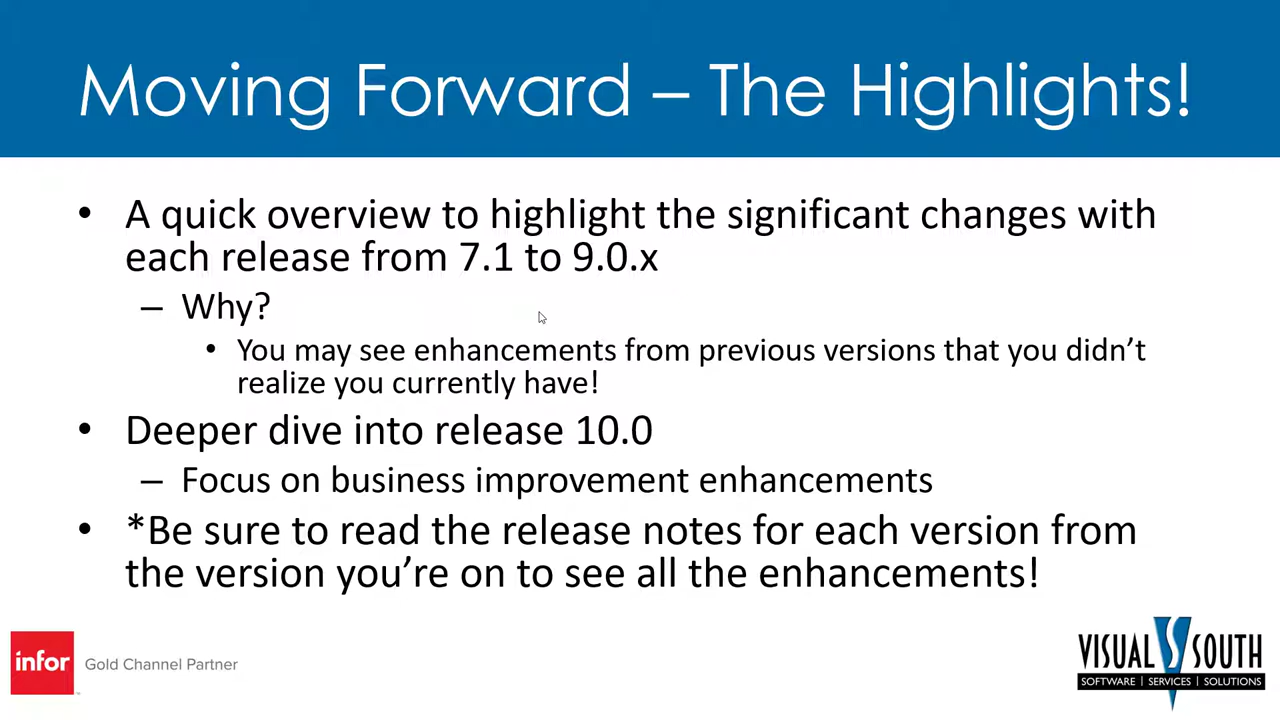 Moving Forward – The Highlights!
• A quick overview to highlight the significant changes with
each release from 7.1 to 9.0.x
– Why?
• You may see enhancements from previous versions that you didn't
realize you currently have!
• Deeper dive into release 10.0
– Focus on business improvement enhancements
• *Be sure to read the release notes for each version from
the version you're on to see all the enhancements!
infor Gold Channel Partner
VISUAL SOUTH
SOFTWARE | SERVICES | SOLUTIONS